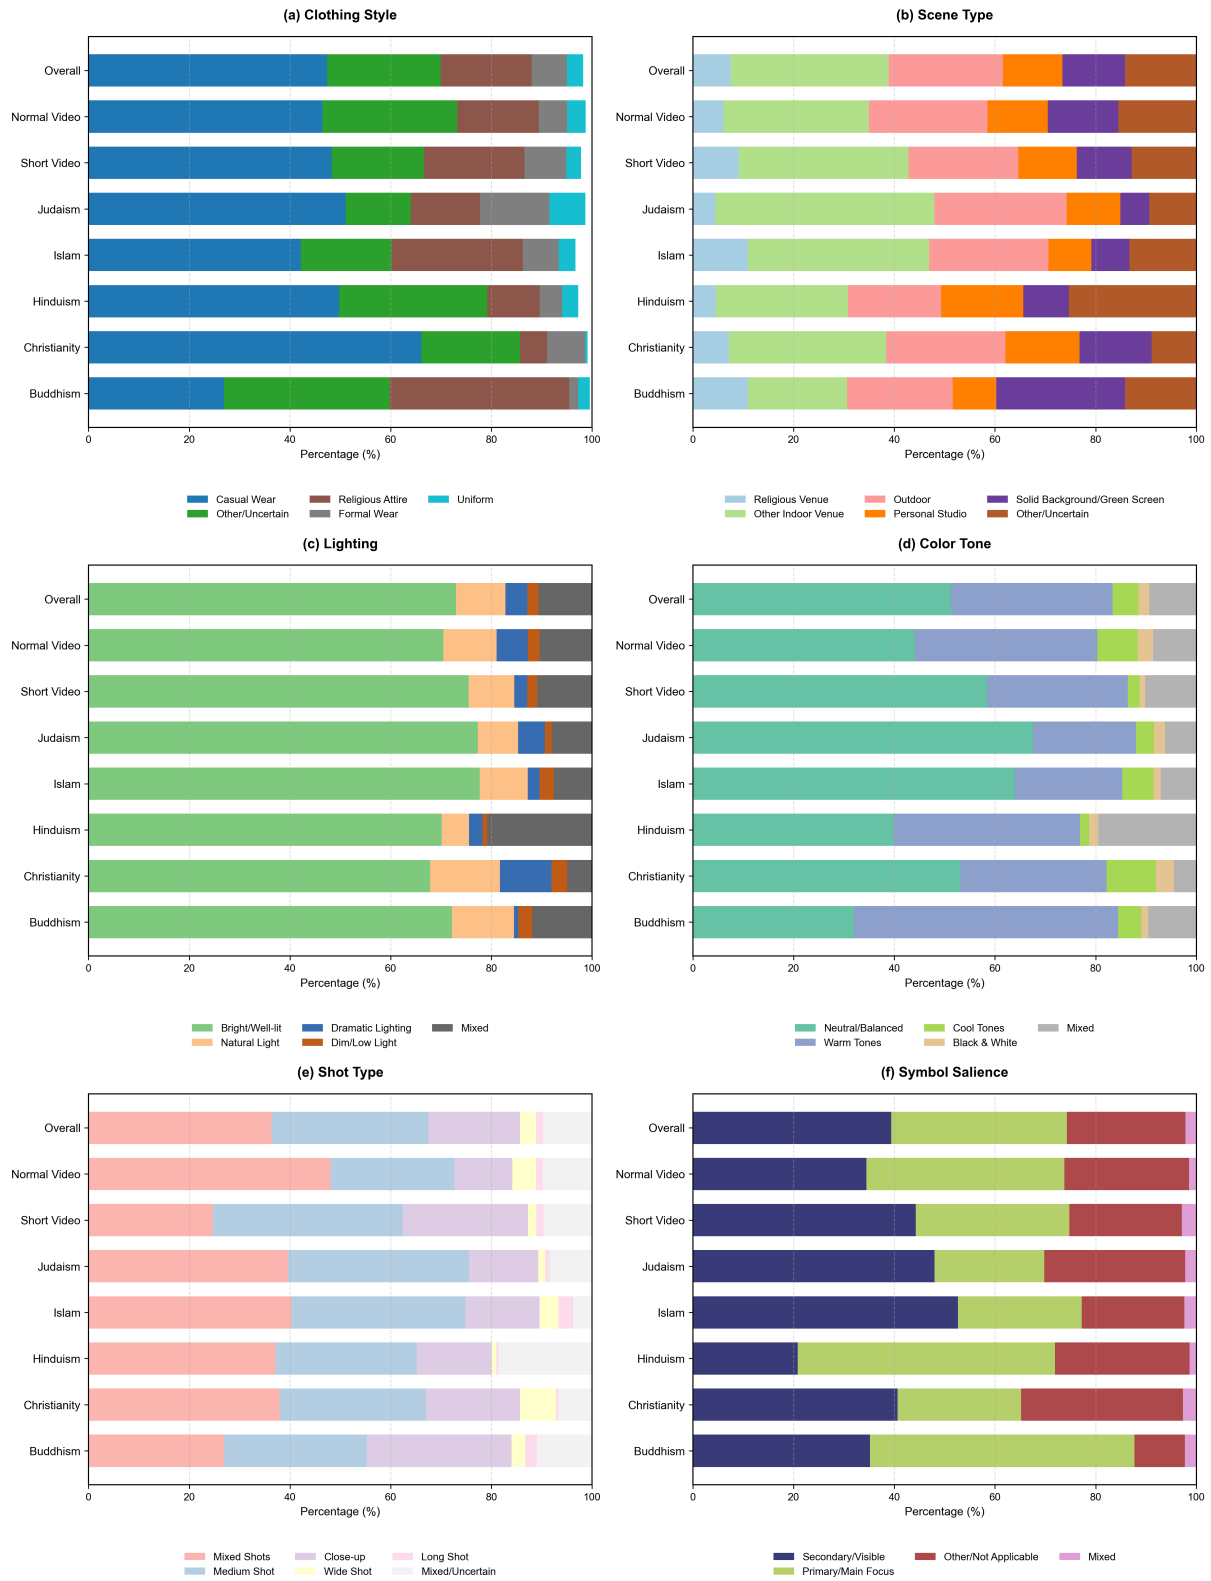 (a) Clothing Style
Overall
Normal Video
Short Video
Judaism
Islam
Hinduism
Christianity
Buddhism
0 20 40 60 80 100
Percentage (%)
Casual Wear Religious Attire Uniform
Other/Uncertain Formal Wear
(b) Scene Type
Overall
Normal Video
Short Video
Judaism
Islam
Hinduism
Christianity
Buddhism
0 20 40 60 80 100
Percentage (%)
Religious Venue Outdoor Solid Background/Green Screen
Other Indoor Venue Personal Studio Other/Uncertain
(c) Lighting
Overall
Normal Video
Short Video
Judaism
Islam
Hinduism
Christianity
Buddhism
0 20 40 60 80 100
Percentage (%)
Bright/Well-lit Dramatic Lighting Mixed
Natural Light Dim/Low Light
(d) Color Tone
Overall
Normal Video
Short Video
Judaism
Islam
Hinduism
Christianity
Buddhism
0 20 40 60 80 100
Percentage (%)
Neutral/Balanced Cool Tones Mixed
Warm Tones Black & White
(e) Shot Type
Overall
Normal Video
Short Video
Judaism
Islam
Hinduism
Christianity
Buddhism
0 20 40 60 80 100
Percentage (%)
Mixed Shots Close-up Long Shot
Medium Shot Wide Shot Mixed/Uncertain
(f) Symbol Salience
Overall
Normal Video
Short Video
Judaism
Islam
Hinduism
Christianity
Buddhism
0 20 40 60 80 100
Percentage (%)
Secondary/Visible Other/Not Applicable Mixed
Primary/Main Focus